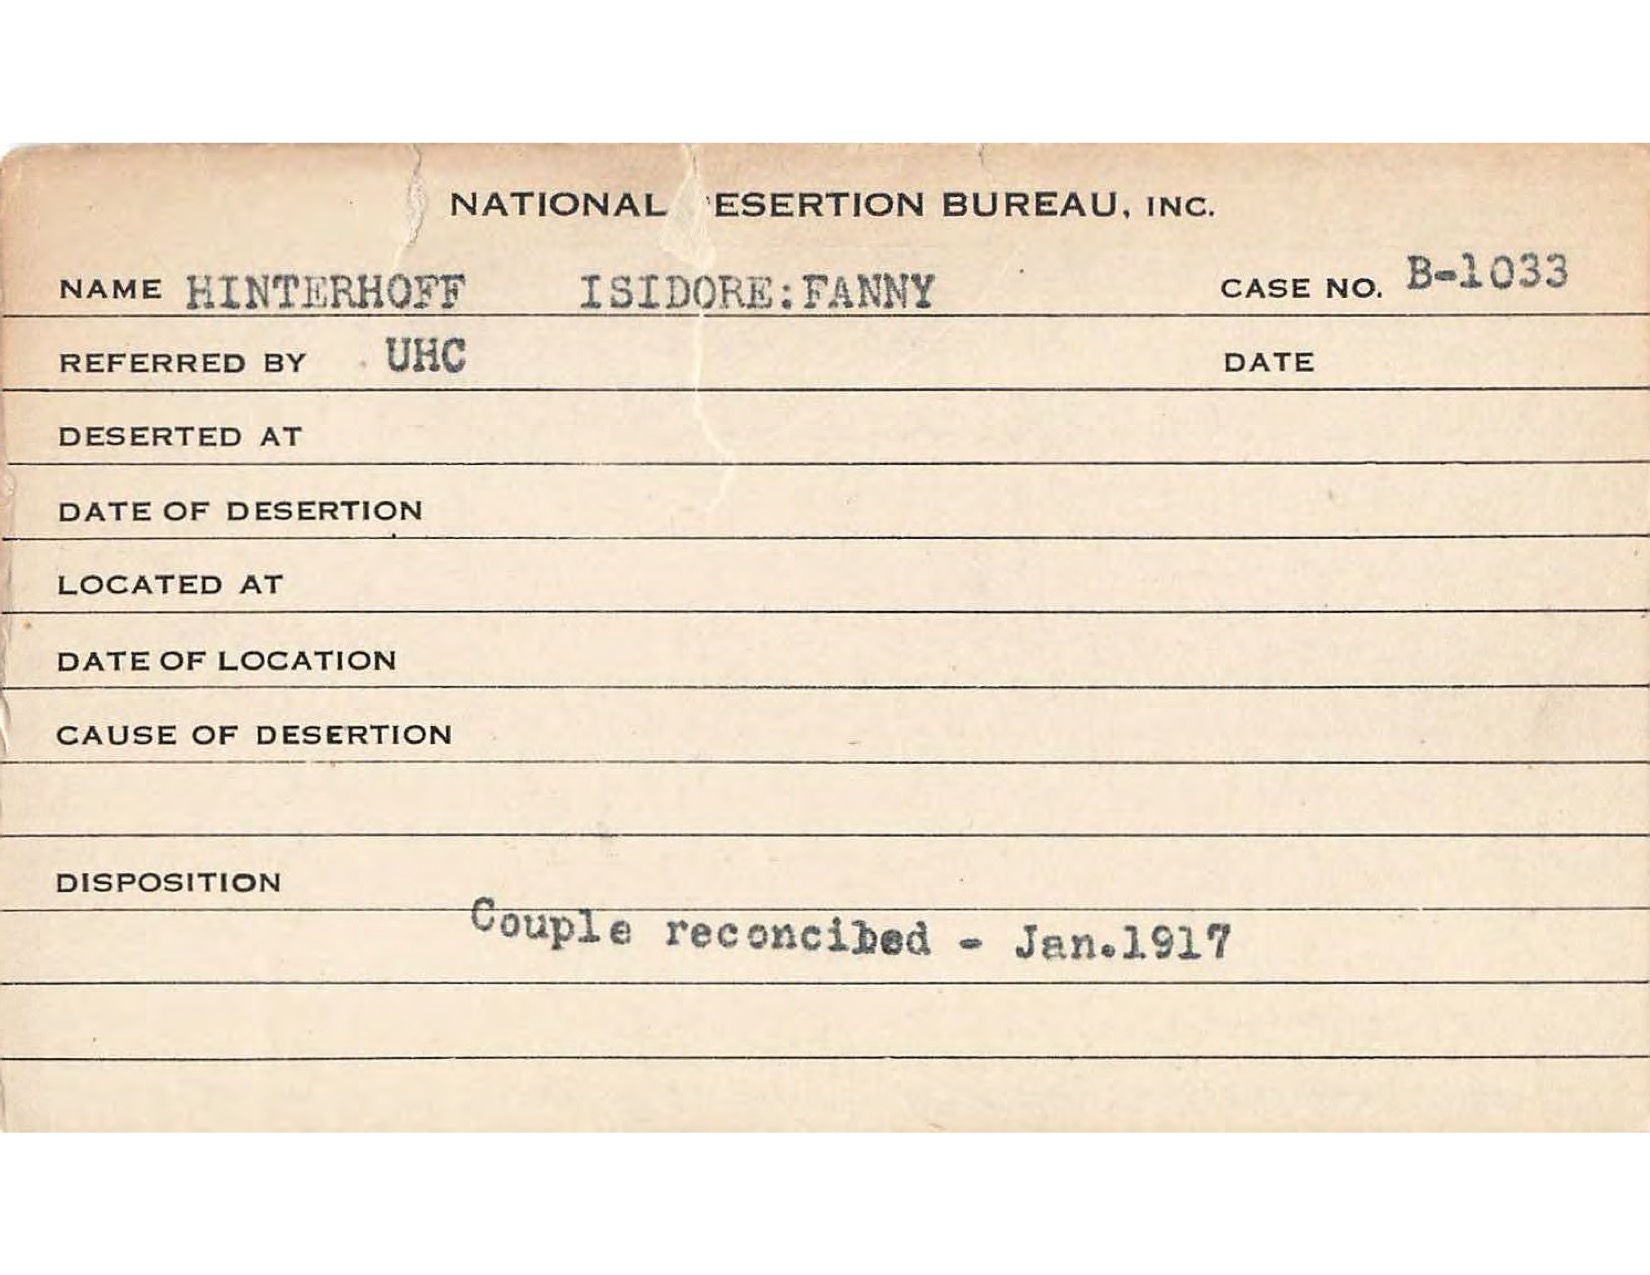 NATIONAL ESERTION BUREAU, INC.
NAME HINTERHOFF ISIDORE:FANNY CASE NO. B-1033
REFERRED BY UHC DATE
DESERTED AT
DATE OF DESERTION
LOCATED AT
DATE OF LOCATION
CAUSE OF DESERTION
DISPOSITION
Couple reconciled - Jan.1917